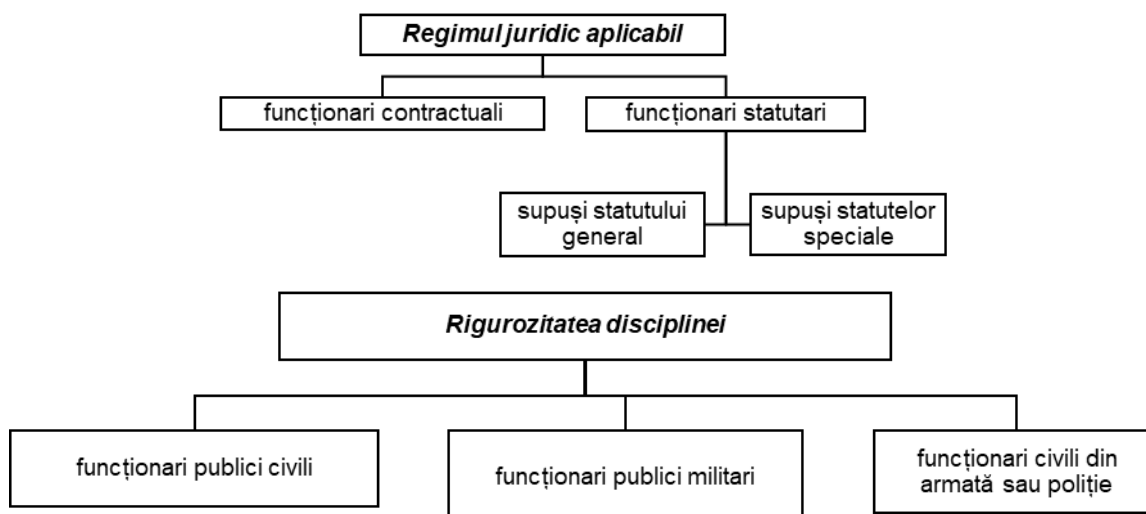 Regimul juridic aplicabil
funcționari contractuali
funcționari statutari
supuși statutului
general
supuși statutelor
speciale
Rigurozitatea disciplinei
funcționari publici civili
funcționari publici militari
funcționari civili din
armată sau poliție